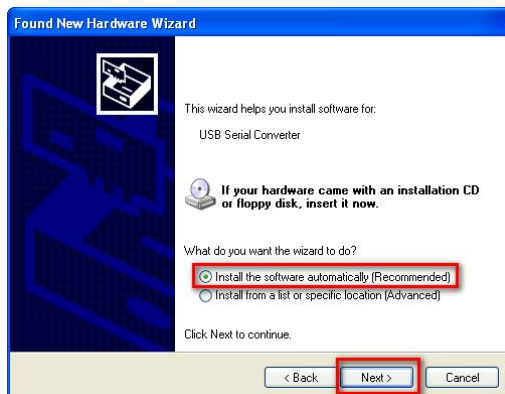 Found New Hardware Wizard
This wizard helps you install software for:
USB Serial Converter
If your hardware came with an installation CD
or floppy disk, insert it now.
What do you want the wizard to do?
Install the software automatically (Recommended)
Install from a list or specific location (Advanced)
Click Next to continue.
< Back
Next >
Cancel